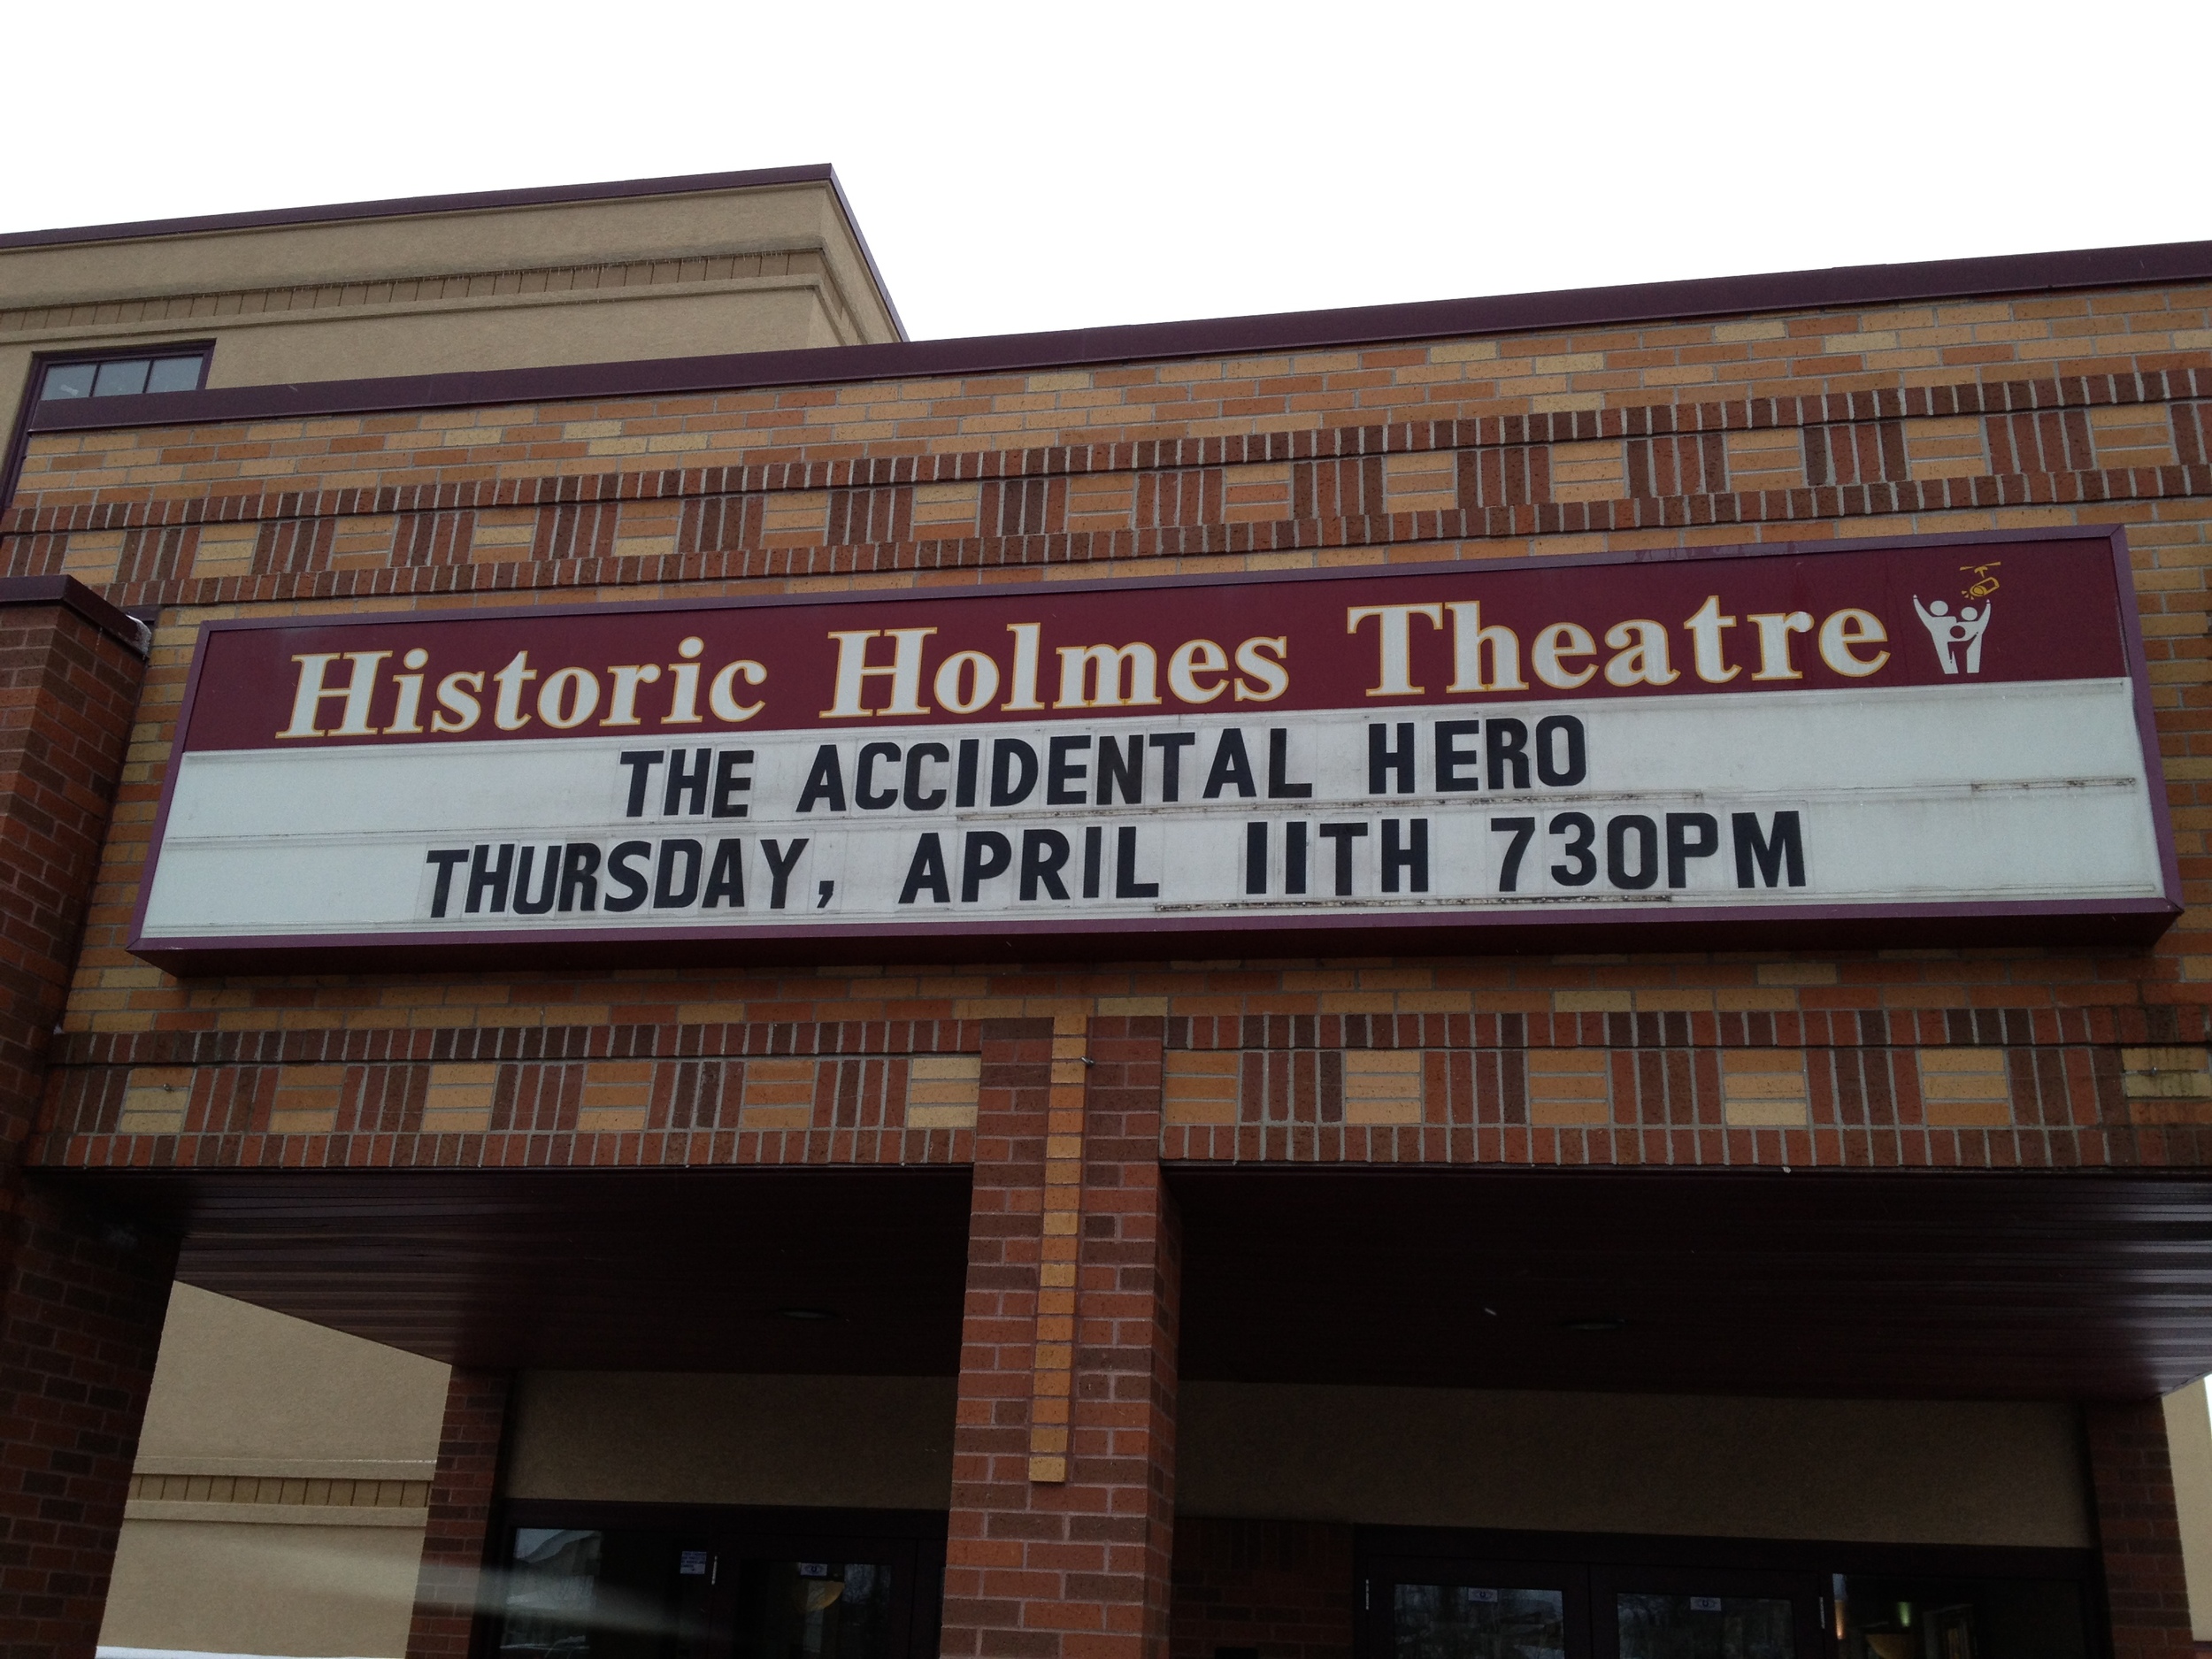 Historic Holmes Theatre
THE ACCIDENTAL HERO
THURSDAY, APRIL 11TH 730PM